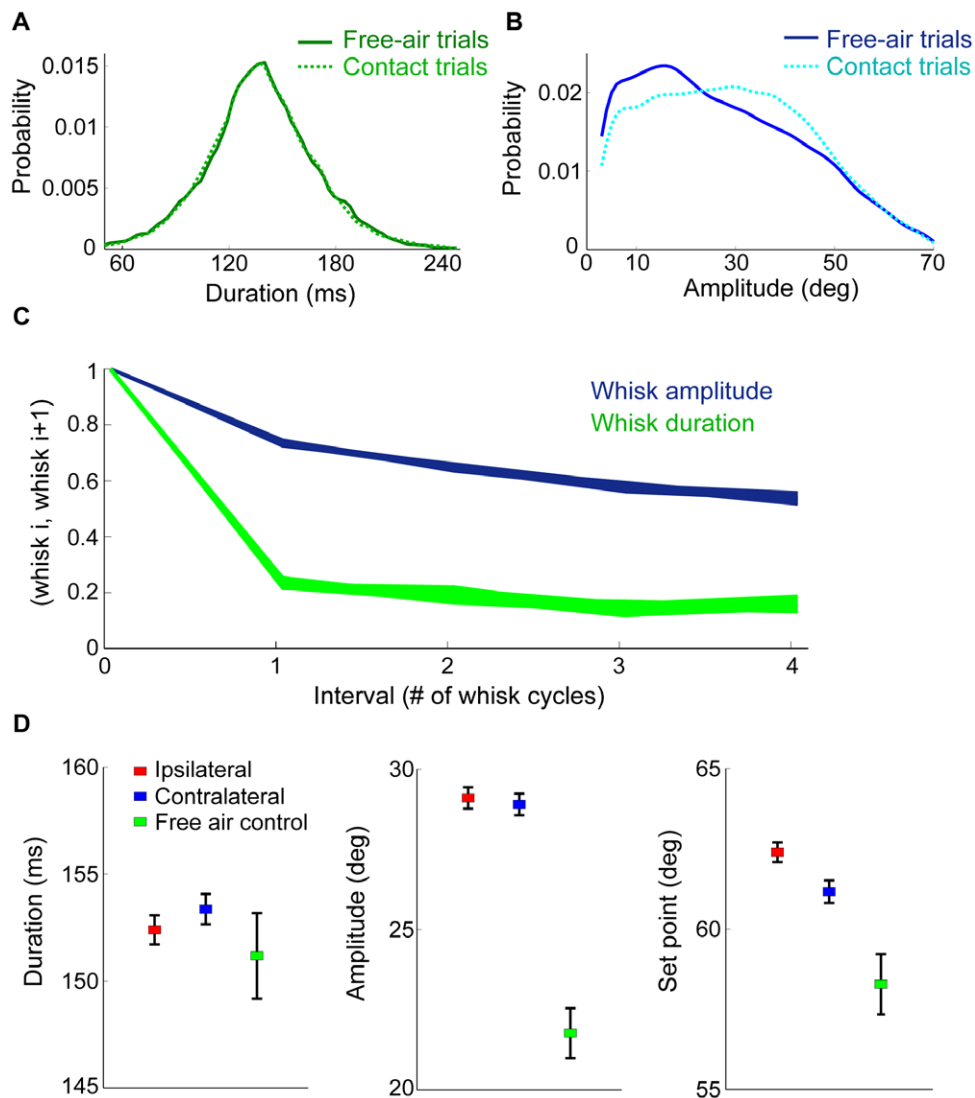 A
Free-air trials
Contact trials
0.015
0.01
0.005
0
Probability
60 120 180 240
Duration (ms)
B
Free-air trials
Contact trials
0.02
0.01
0
Probability
0 10 30 50 70
Amplitude (deg)
C
1
0.8
0.6
0.4
0.2
0
(whisk i, whisk i+1)
Whisk amplitude
Whisk duration
0 1 2 3 4
Interval (# of whisk cycles)
D
160
155
150
145
Duration (ms)
Ipsilateral
Contralateral
Free air control
30
25
20
Amplitude (deg)
65
60
55
Set point (deg)